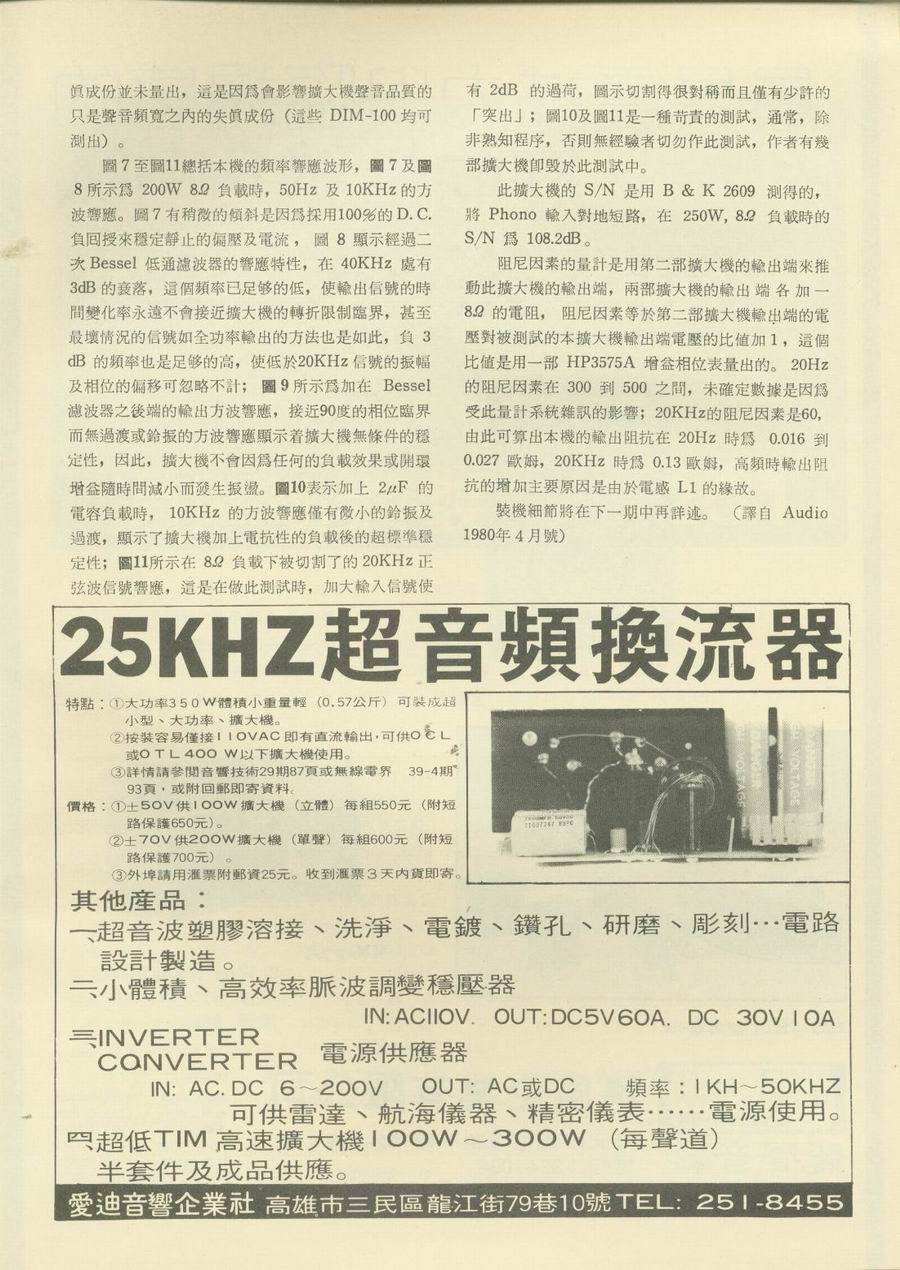 眞成份並未量出，這是因爲會影響擴大機聲音品質的
只是聲音頻寬之內的失眞成份（這些 DIM-100 均可
測出）。
圖 7 至圖11總括本機的頻率響應波形，圖 7 及圖
8 所示爲 200W 8Ω 負載時，50Hz 及 10KHz 的方
波響應。圖 7 有稍微的傾斜是因爲採用100%的 D. C.
負回授來穩定靜止的偏壓及電流，圖 8 顯示經過二
次 Bessel 低通濾波器的響應特性，在 40KHz 處有
3dB 的衰落，這個頻率已足够的低，使輸出信號的時
間變化率永遠不會接近擴大機的轉折限制臨界，甚至
最壞情況的信號如全功率輸出的方法也是如此，負 3
dB 的頻率也是足够的高，使低於20KHz 信號的振幅
及相位的偏移可忽略不計；圖 9 所示爲加在 Bessel
濾波器之後端的輸出方波響應，接近90度的相位臨界
而無過渡或鈴振的方波響應顯示着擴大機無條件的穩
定性，因此，擴大機不會因爲任何的負載效果或開環
增益隨時間減小而發生振盪。圖10表示加上 2μF 的
電容負載時， 10KHz 的方波響應僅有微小的鈴振及
過渡，顯示了擴大機加上電抗性的負載後的超標準穩
定性；圖11所示在 8Ω 負載下被切割了的 20KHz 正
弦波信號響應，這是在做此測試時，加大輸入信號使
有 2dB 的過荷，圖示切割得很對稱而且僅有少許的
「突出」；圖10及圖11是一種苛責的測試，通常，除
非熟知程序，否則無經驗者切勿作此測試，作者有幾
部擴大機卽毀於此測試中。
此擴大機的 S/N 是用 B & K 2609 測得的，
將 Phono 輸入對地短路，在 250W, 8Ω 負載時的
S/N 爲 108.2dB。
阻尼因素的量計是用第二部擴大機的輸出端來推
動此擴大機的輸出端，兩部擴大機的輸出端各加一
8Ω 的電阻， 阻尼因素等於第二部擴大機輸出端的電
壓對被測試的本擴大機輸出端電壓的比值加 1，這個
比値是用一部 HP3575A 增益相位表量出的。 20Hz
的阻尼因素在 300 到 500 之間，未確定數據是因爲
受此量計系統雜訊的影響；20KHz的阻尼因素是60,
由此可算出本機的輸出阻抗在 20Hz 時爲 0.016 到
0.027 歐姆，20KHz 時爲 0.13 歐姆，高頻時輸出阻
抗的增加主要原因是由於電感 L1 的緣故。
裝機細節將在下一期中再詳述。 （譯自 Audio
1980年 4 月號）
25KHZ超音頻換流器
特點：①大功率350W體積小重量輕（0.57公斤）可裝成超
小型、大功率、擴大機。
②按裝容易僅接110VAC即有直流輸出，可供OCL
或OTL400 W以下擴大機使用。
③詳情請參閱音響技術29期87頁或無線電界 39-4期
93頁，或附回郵即寄資料。
價格：①±50V供100W擴大機（立體）每組550元（附短
路保護650元）。
②±70V供200W擴大機（單聲）每組600元（附短
路保護700元）。
③外埠請用滙票附郵資25元。收到滙票3天內貨即寄。
其他產品：
一、超音波塑膠溶接、洗淨、電鍍、鑽孔、研磨、彫刻…電路
設計製造。
二、小體積、高效率脈波調變穩壓器
IN: AC110V. OUT: DC5V60A. DC 30V10A
三、INVERTER
CONVERTER 電源供應器
IN: AC. DC 6～200V OUT: AC或DC 頻率：1KH～50KHZ
可供雷達、航海儀器、精密儀表……電源使用。
四、超低TIM 高速擴大機100W～300W （每聲道）
半套件及成品供應。
愛迪音響企業社 高雄市三民區龍江街79巷10號 TEL: 251-8455